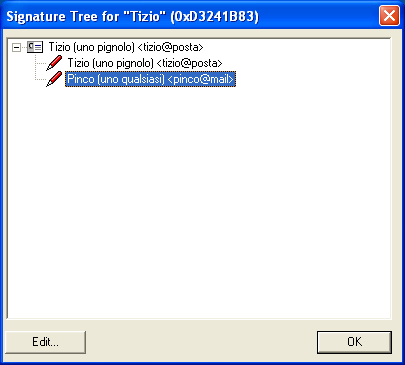 Signature Tree for "Tizio" (0xD3241B83)
Tizio (uno pignolo) <tizio@posta>
Tizio (uno pignolo) <tizio@posta>
Pinco (uno qualsiasi) <pinco@mail>
Edit... OK